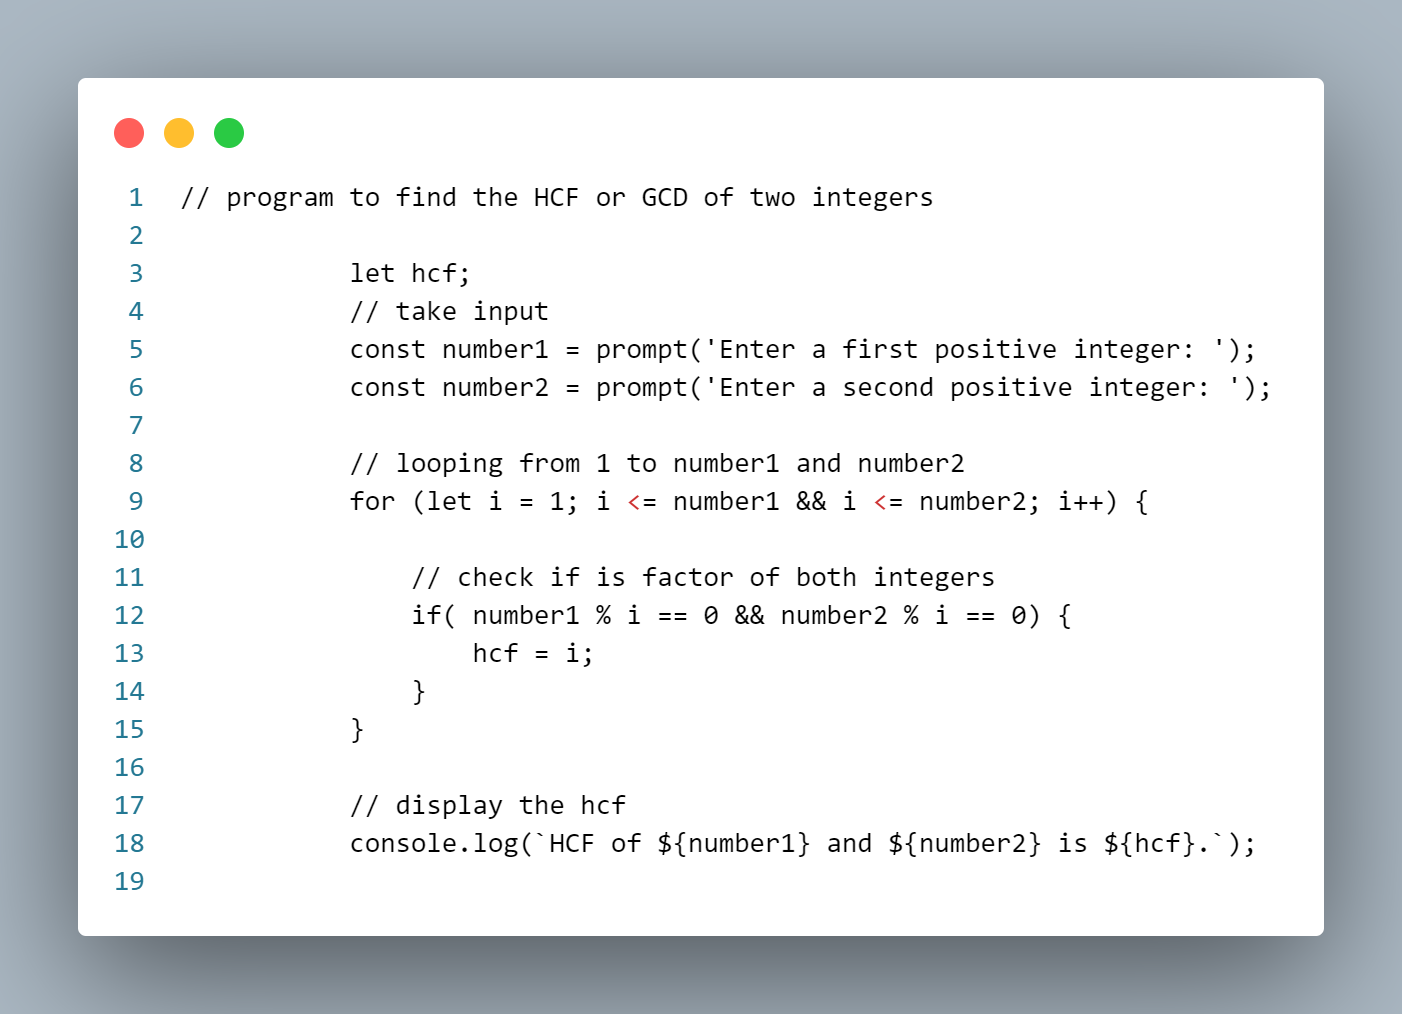 1 // program to find the HCF or GCD of two integers
2
3 let hcf;
4 // take input
5 const number1 = prompt('Enter a first positive integer: ');
6 const number2 = prompt('Enter a second positive integer: ');
7
8 // looping from 1 to number1 and number2
9 for (let i = 1; i <= number1 && i <= number2; i++) {
10
11 // check if is factor of both integers
12 if( number1 % i == 0 && number2 % i == 0) {
13 hcf = i;
14 }
15 }
16
17 // display the hcf
18 console.log(`HCF of ${number1} and ${number2} is ${hcf}.`);
19